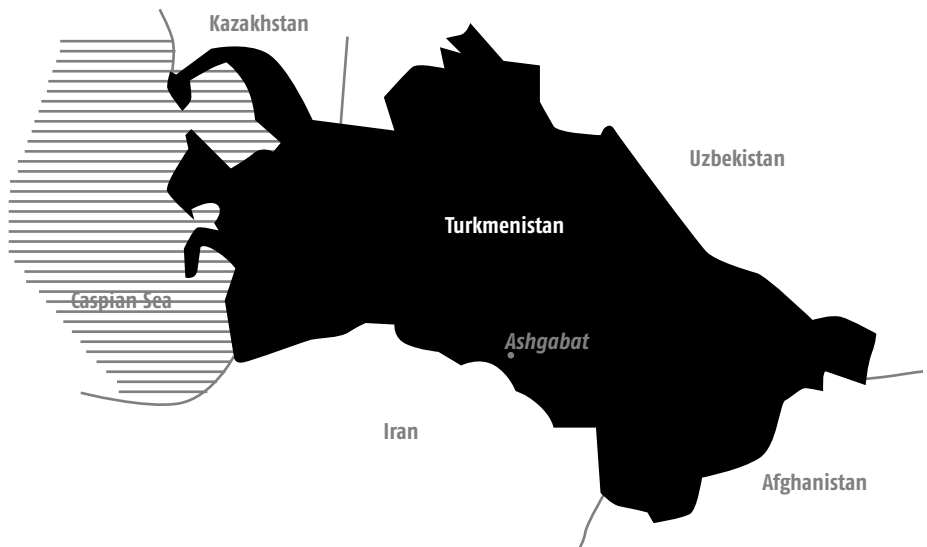 Kazakhstan
Uzbekistan
Turkmenistan
Caspian Sea
Ashgabat
Iran
Afghanistan